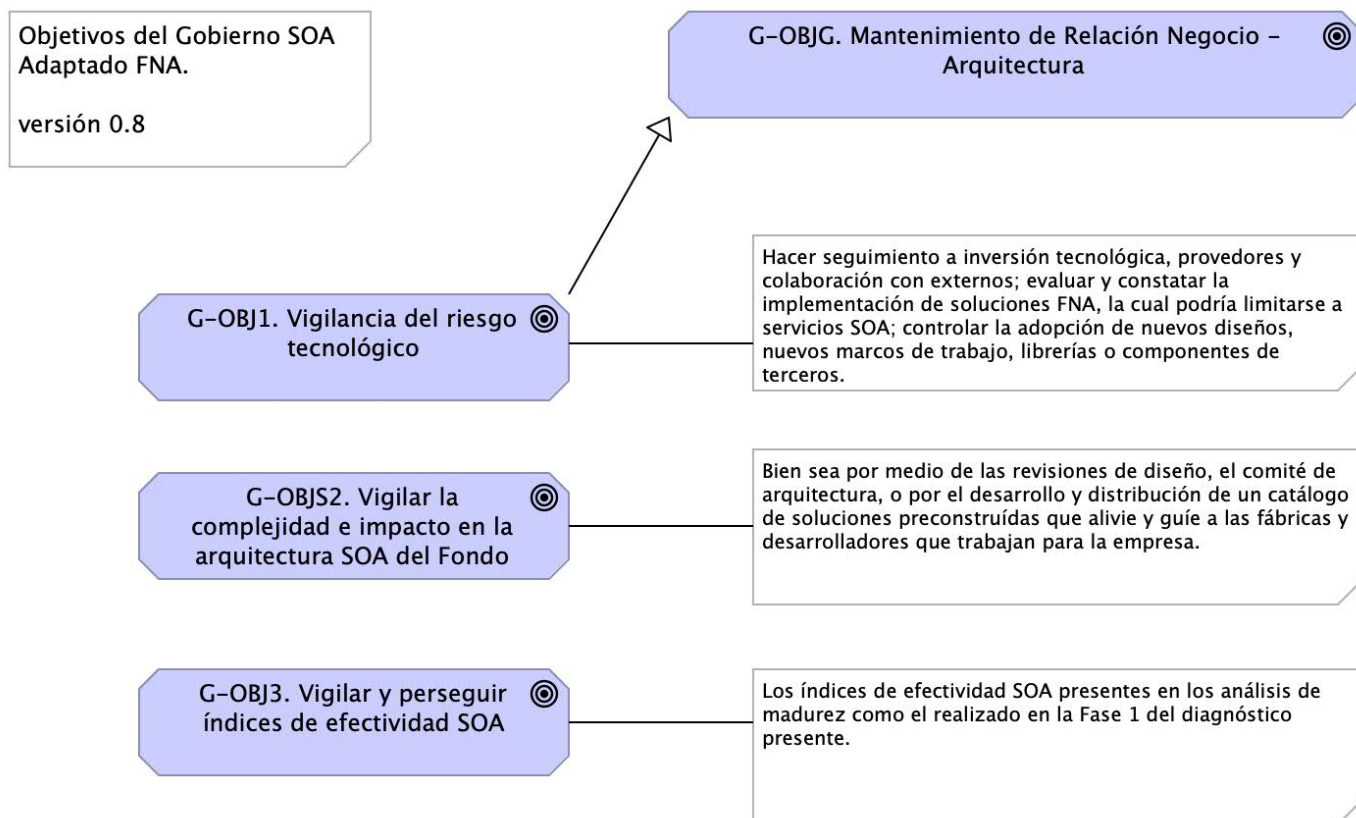 Objetivos del Gobierno SOA
Adaptado FNA.
versión 0.8
G-OBJG. Mantenimiento de Relación Negocio -
Arquitectura
G-OBJ1. Vigilancia del riesgo
tecnológico
Hacer seguimiento a inversión tecnológica, provedores y
colaboración con externos; evaluar y constatar la
implementación de soluciones FNA, la cual podría limitarse a
servicios SOA; controlar la adopción de nuevos diseños,
nuevos marcos de trabajo, librerías o componentes de
terceros.
G-OBJS2. Vigilar la
complejidad e impacto en la
arquitectura SOA del Fondo
Bien sea por medio de las revisiones de diseño, el comité de
arquitectura, o por el desarrollo y distribución de un catálogo
de soluciones preconstruídas que alivie y guíe a las fábricas y
desarrolladores que trabajan para la empresa.
G-OBJ3. Vigilar y perseguir
índices de efectividad SOA
Los índices de efectividad SOA presentes en los análisis de
madurez como el realizado en la Fase 1 del diagnóstico
presente.